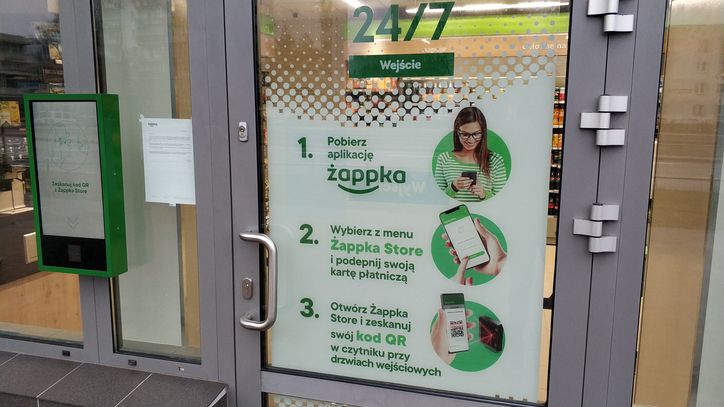 24/7
Wejście
1. Pobierz
aplikację
żappka
2. Wybierz z menu
Żappka Store
i podepnij swoją
kartę płatniczą
3. Otwórz Żappka
Store i zeskanuj
swój kod QR
w czytniku przy
drzwiach wejściowych
Zeskanuj kod QR
z Żappka Store